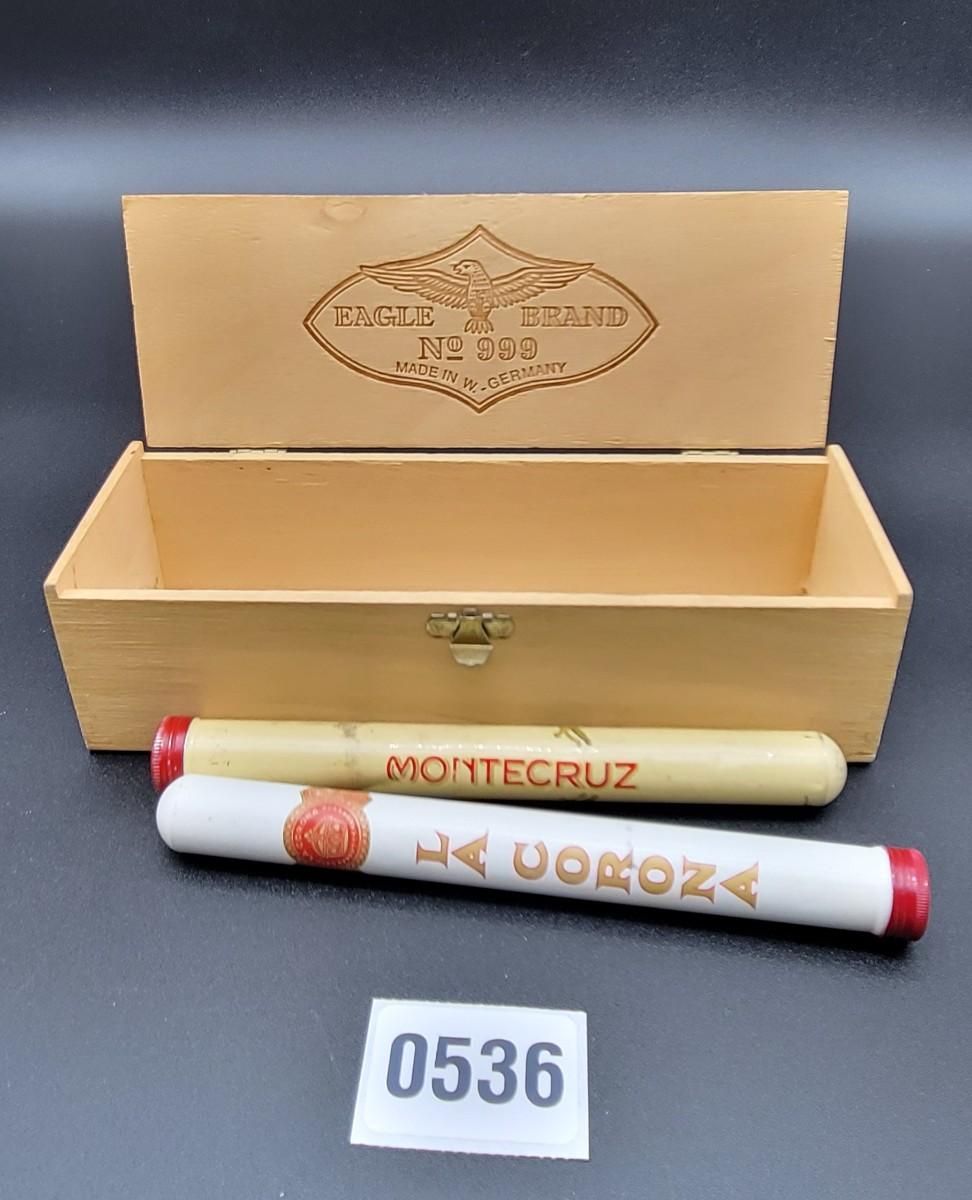 EAGLE BRAND
Nº 999
MADE IN W.-GERMANY
MONTECRUZ
LA CORONA
0536